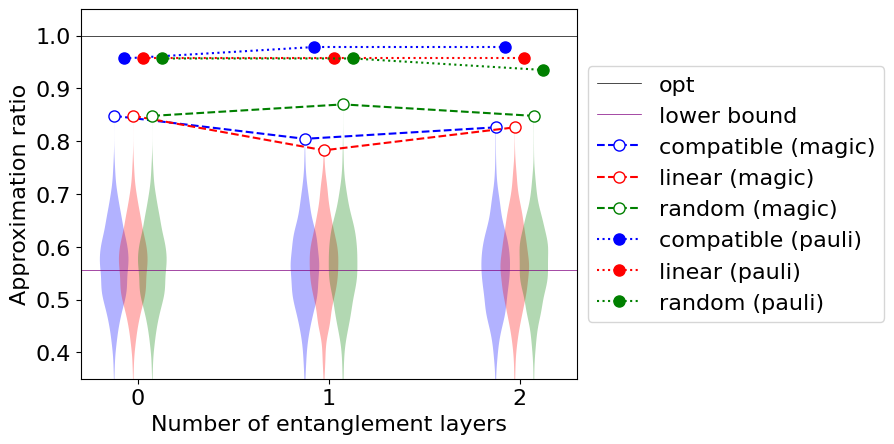 1.0
0.9
0.8
0.7
0.6
0.5
0.4
Approximation ratio
0 1 2
Number of entanglement layers
opt
lower bound
compatible (magic)
linear (magic)
random (magic)
compatible (pauli)
linear (pauli)
random (pauli)